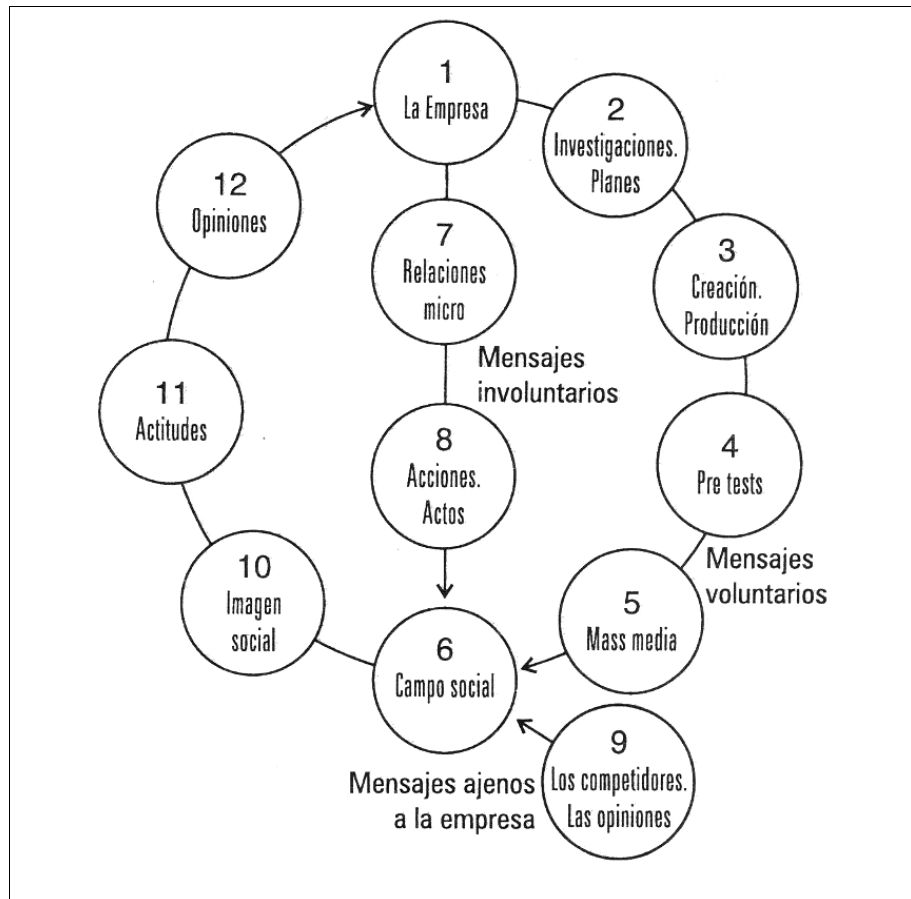 1
La Empresa
2
Investigaciones.
Planes
3
Creación.
Producción
4
Pre tests
Mensajes
voluntarios
5
Mass media
6
Campo social
7
Relaciones
micro
Mensajes
involuntarios
8
Acciones.
Actos
9
Los competidores.
Las opiniones
Mensajes ajenos
a la empresa
10
Imagen
social
11
Actitudes
12
Opiniones